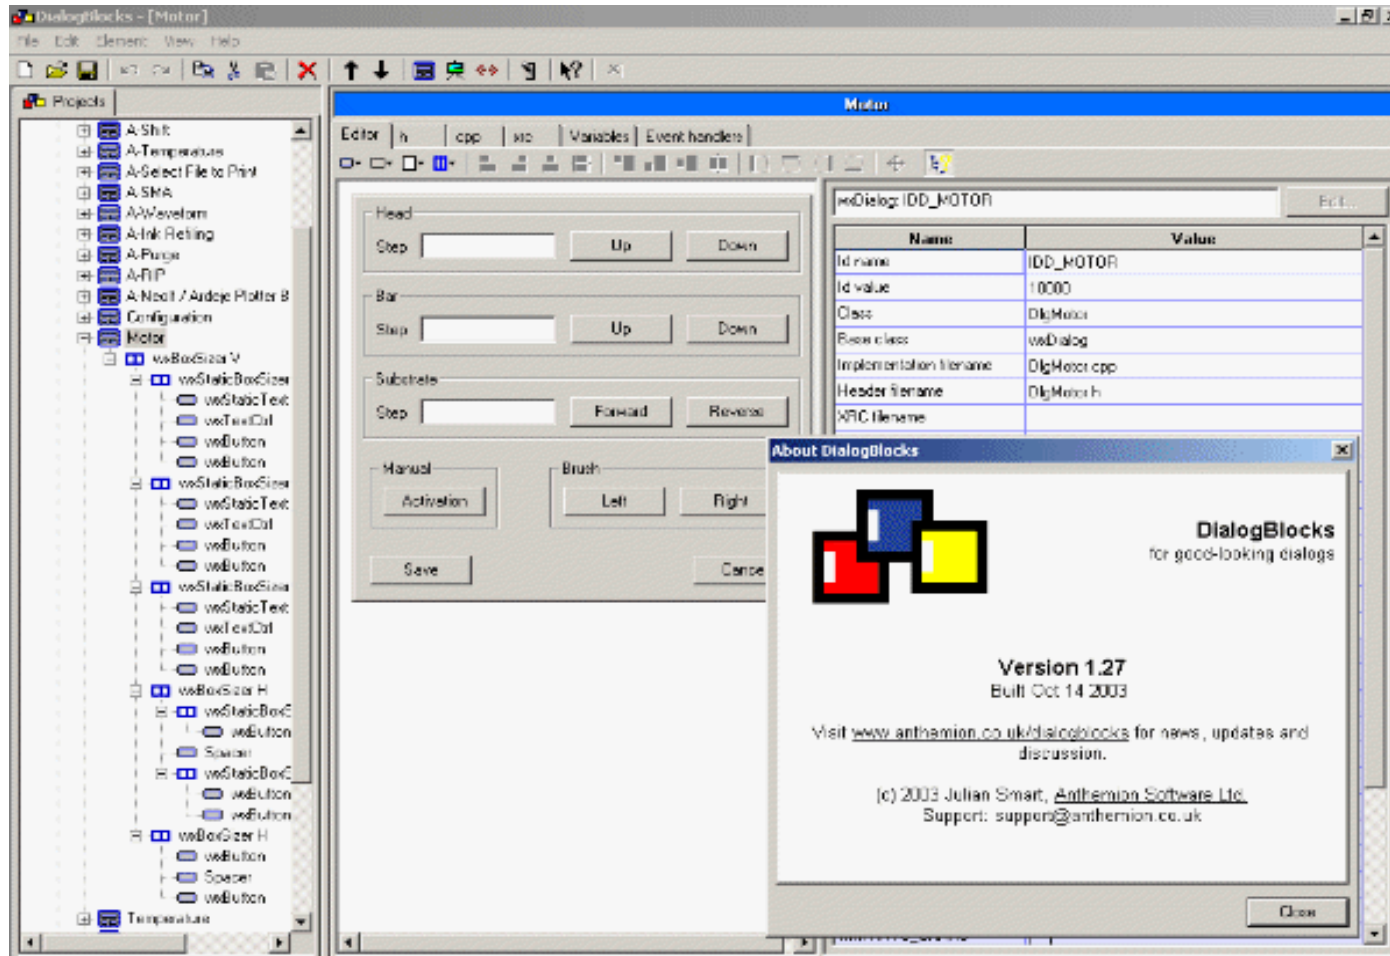 DialogBlocks - [Motor]
File Edit Element View Help
Projects
A-Shift
A-Temperature
A-Select File to Print
A-SMA
A-Waveform
A-Ink Refiling
A-Purge
A-RIP
A-Neolt / Ardeje Plotter B
Configuration
Motor
wxBoxSizer V
wxStaticBoxSizer
wxStaticText
wxTextCtrl
wxButton
wxButton
wxStaticBoxSizer
wxStaticText
wxTextCtrl
wxButton
wxButton
wxStaticBoxSizer
wxStaticText
wxTextCtrl
wxButton
wxButton
wxBoxSizer H
wxStaticBoxS
wxButton
Spacer
wxStaticBoxS
wxButton
wxButton
wxBoxSizer H
wxButton
Spacer
wxButton
Temperature
Motor
Editor h cpp xrc Variables Event handlers
Head
Step Up Down
Bar
Step Up Down
Substrate
Step Forward Reverse
Manual Brush
Activation Left Right
Save Cance
wxDialog: IDD_MOTOR Edit...
Name Value
Id name IDD_MOTOR
Id value 10000
Class DlgMotor
Base class wxDialog
Implementation filename DlgMotor.cpp
Header filename DlgMotor.h
XRC filename
About DialogBlocks
DialogBlocks
for good-looking dialogs
Version 1.27
Built Oct 14 2003
Visit www.anthemion.co.uk/dialogblocks for news, updates and
discussion.
(c) 2003 Julian Smart, Anthemion Software Ltd.
Support: support@anthemion.co.uk
Close